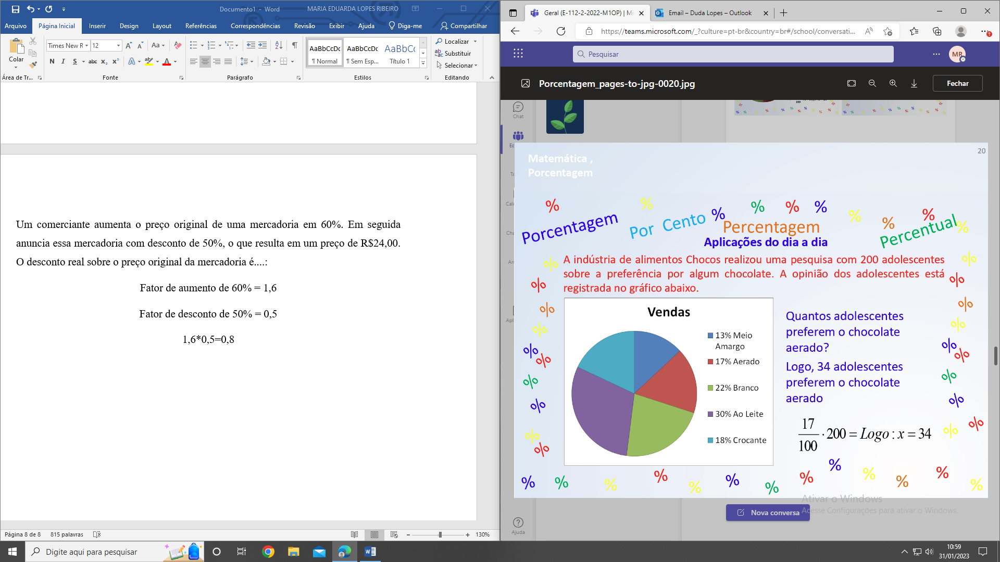 Documento1 - Word
MARIA EDUARDA LOPES RIBEIRO
Arquivo
Página Inicial
Inserir
Design
Layout
Referências
Correspondências
Revisão
Exibir
Ajuda
Diga-me
Compartilhar
Colar
Times New R
12
Aa
N I S abc x₂ x²
A
ab
A
AaBbCcDc
¶ Normal
AaBbCcDc
¶ Sem Esp...
AaBbCc
Título 1
Localizar
Substituir
Selecionar
Área de Tr...
Fonte
Parágrafo
Estilos
Editando
Um comerciante aumenta o preço original de uma mercadoria em 60%. Em seguida
anuncia essa mercadoria com desconto de 50%, o que resulta em um preço de R$24,00.
O desconto real sobre o preço original da mercadoria é....:
Fator de aumento de 60% = 1,6
Fator de desconto de 50% = 0,5
1,6*0,5=0,8
Página 8 de 8
815 palavras
130%
Geral (E-112-2-2022-M1OP) | Mi
Email – Duda Lopes – Outlook
https://teams.microsoft.com/_?culture=pt-br&country=br#/school/conversati...
Pesquisar
MR
Porcentagem_pages-to-jpg-0020.jpg
Fechar
Chat
Matemática ,
Porcentagem
20
% % % % % % % % %
Porcentagem
Por Cento
Percentagem
Percentual
Aplicações do dia a dia
A indústria de alimentos Chocos realizou uma pesquisa com 200 adolescentes
sobre a preferência por algum chocolate. A opinião dos adolescentes está
registrada no gráfico abaixo.
Vendas
13% Meio
Amargo
17% Aerado
22% Branco
30% Ao Leite
18% Crocante
Quantos adolescentes
preferem o chocolate
aerado?
Logo, 34 adolescentes
preferem o chocolate
aerado
17/100 · 200 = Logo : x = 34
% % % % % % % % % % % % %
Ativar o Windows
Acesse Configurações para ativar o Windows.
Nova conversa
Ajuda
Digite aqui para pesquisar
10:59
31/01/2023